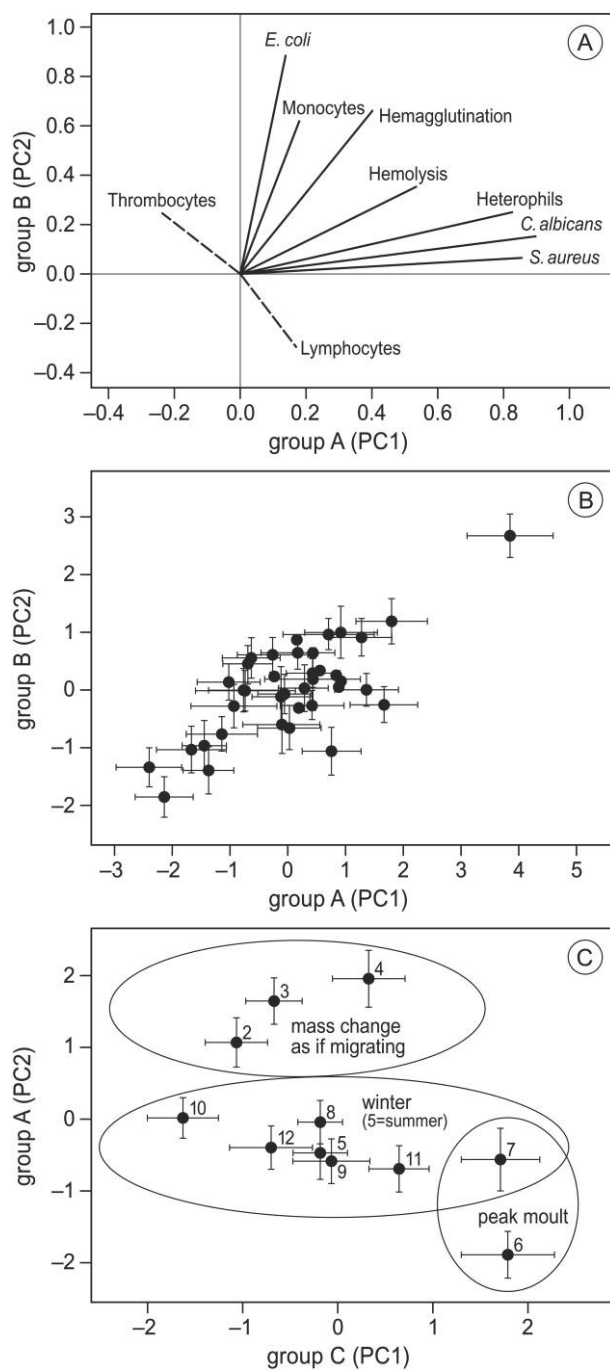 A
1.0
0.8
0.6
0.4
0.2
0.0
–0.2
–0.4
group B (PC2)
E. coli
Monocytes
Hemagglutination
Hemolysis
Thrombocytes
Heterophils
C. albicans
S. aureus
Lymphocytes
–0.4 –0.2 0.0 0.2 0.4 0.6 0.8 1.0
group A (PC1)
B
3
2
1
0
–1
–2
group B (PC2)
–3 –2 –1 0 1 2 3 4 5
group A (PC1)
C
2
1
0
–1
–2
group A (PC2)
4
3
2
mass change
as if migrating
10
8
winter
(5=summer)
12
5
9
11
7
peak moult
6
–2 –1 0 1 2
group C (PC1)